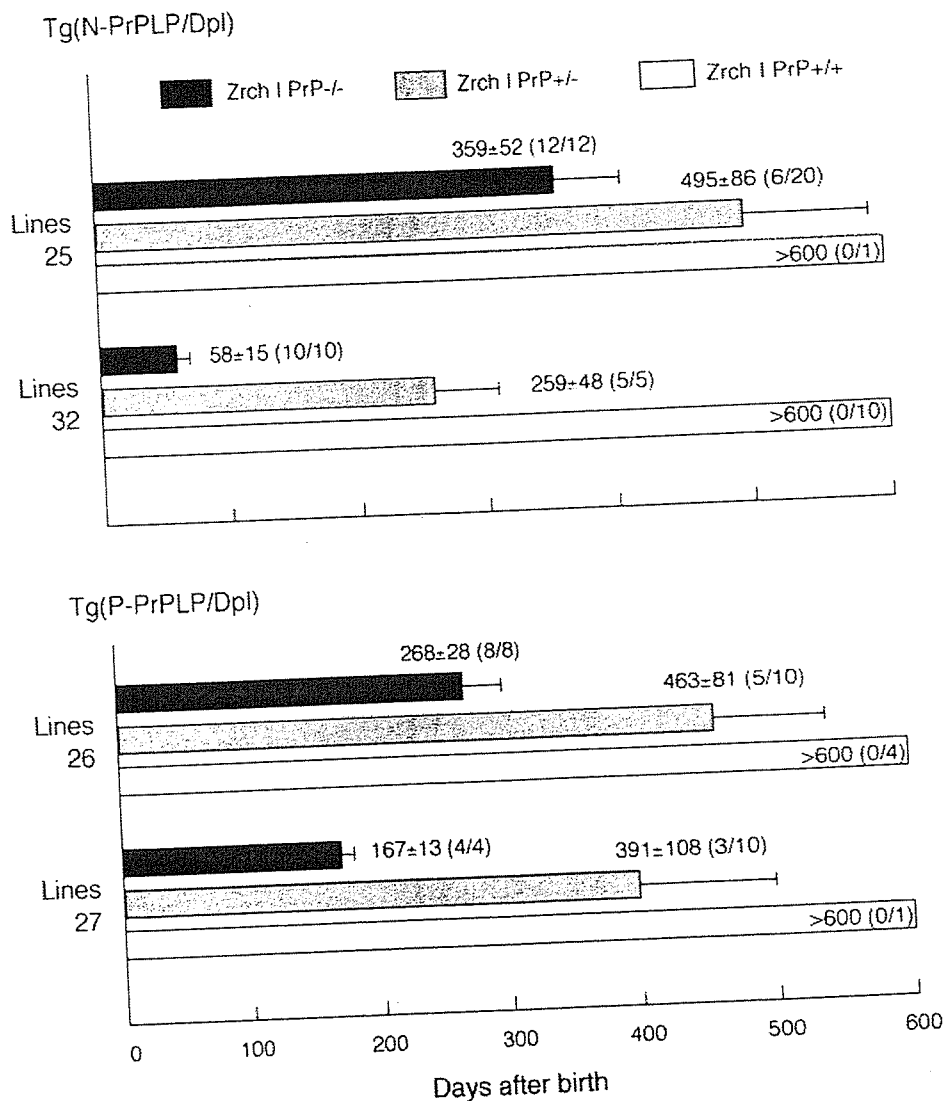 Tg(N-PrPLP/Dpl)
Zrch I PrP-/- Zrch I PrP+/- Zrch I PrP+/+
359±52 (12/12)
495±86 (6/20)
Lines
25
>600 (0/1)
58±15 (10/10)
259±48 (5/5)
Lines
32
>600 (0/10)
Tg(P-PrPLP/Dpl)
268±28 (8/8)
463±81 (5/10)
Lines
26
>600 (0/4)
167±13 (4/4)
391±108 (3/10)
Lines
27
>600 (0/1)
0 100 200 300 400 500 600
Days after birth